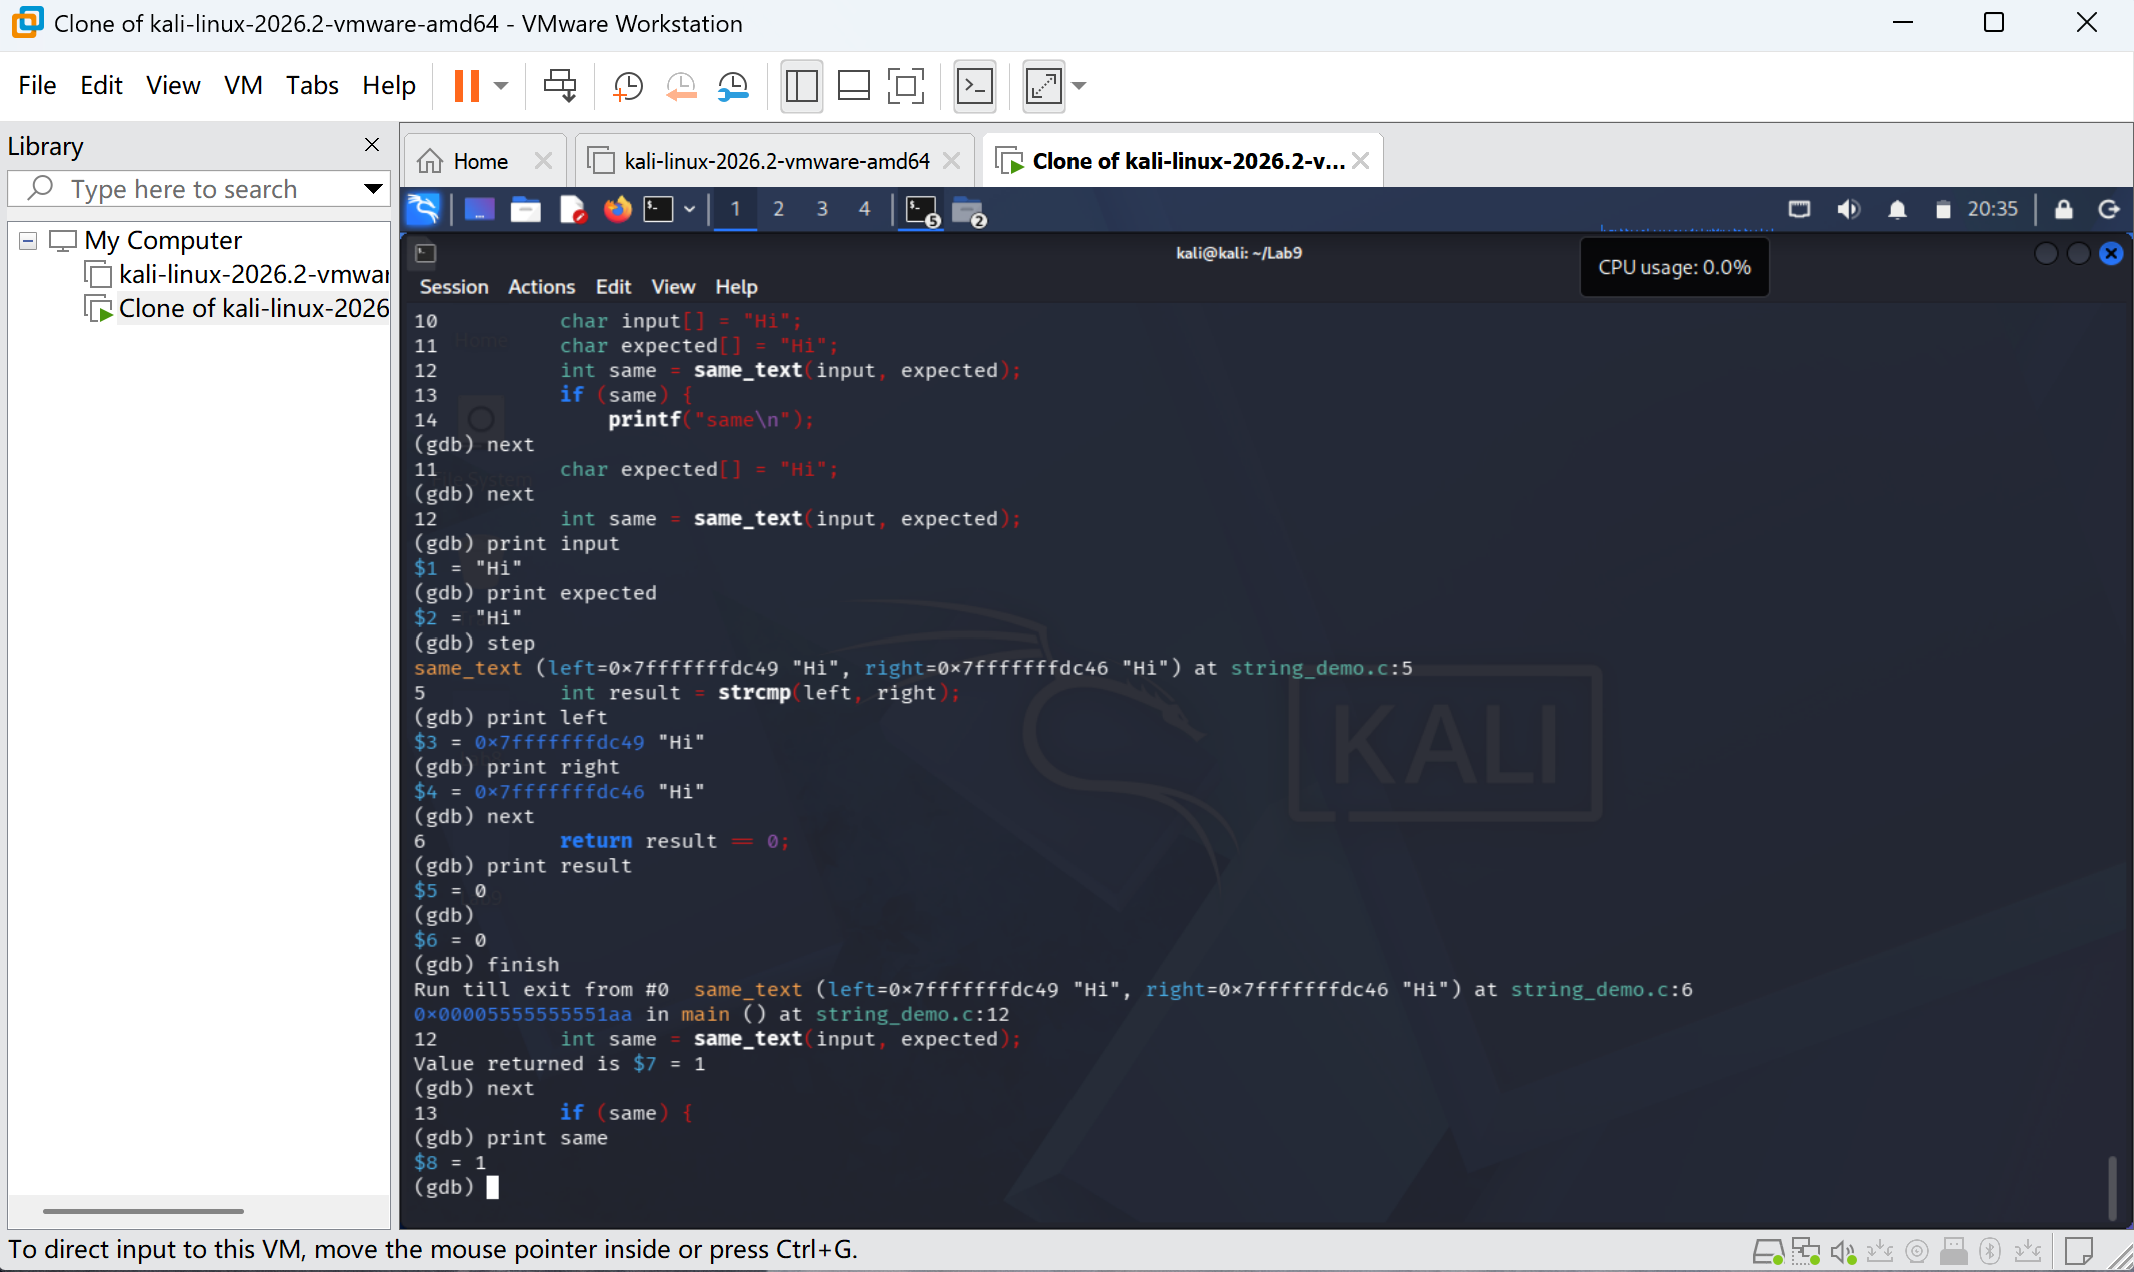 Clone of kali-linux-2026.2-vmware-amd64 - VMware Workstation
File Edit View VM Tabs Help
Library
Home
kali-linux-2026.2-vmware-amd64
Clone of kali-linux-2026.2-v...
Type here to search
1 2 3 4
5
2
20:35
My Computer
kali-linux-2026.2-vmwar
Clone of kali-linux-2026
kali@kali: ~/Lab9
CPU usage: 0.0%
Session Actions Edit View Help
10 char input[] = "Hi";
11 char expected[] = "Hi";
12 int same = same_text(input, expected);
13 if (same) {
14 printf("same\n");
(gdb) next
11 char expected[] = "Hi";
(gdb) next
12 int same = same_text(input, expected);
(gdb) print input
$1 = "Hi"
(gdb) print expected
$2 = "Hi"
(gdb) step
same_text (left=0x7fffffffdc49 "Hi", right=0x7fffffffdc46 "Hi") at string_demo.c:5
5 int result = strcmp(left, right);
(gdb) print left
$3 = 0x7fffffffdc49 "Hi"
(gdb) print right
$4 = 0x7fffffffdc46 "Hi"
(gdb) next
6 return result == 0;
(gdb) print result
$5 = 0
(gdb)
$6 = 0
(gdb) finish
Run till exit from #0 same_text (left=0x7fffffffdc49 "Hi", right=0x7fffffffdc46 "Hi") at string_demo.c:6
0x00005555555551aa in main () at string_demo.c:12
12 int same = same_text(input, expected);
Value returned is $7 = 1
(gdb) next
13 if (same) {
(gdb) print same
$8 = 1
(gdb)
Home
System
KALI
To direct input to this VM, move the mouse pointer inside or press Ctrl+G.